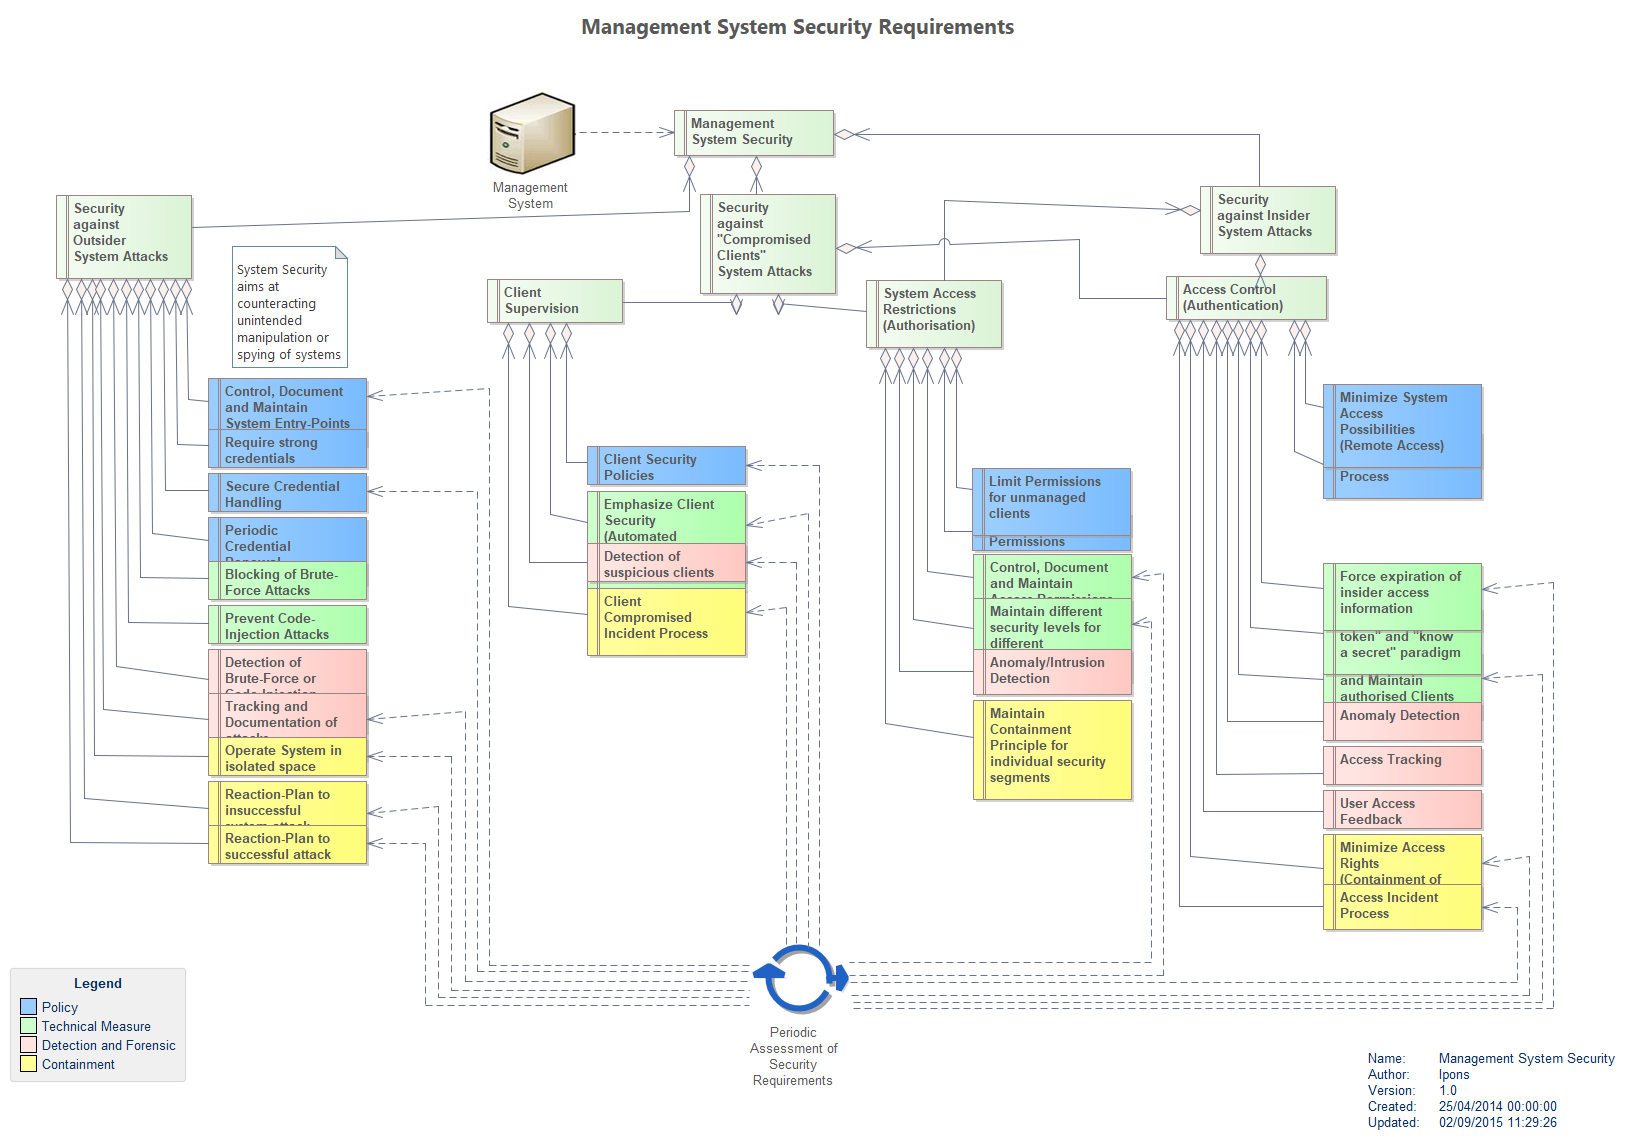 Management System Security Requirements
Management
System Security
Management
System
Security
against
Outsider
System Attacks
Security
against
"Compromised
Clients"
System Attacks
Security
against Insider
System Attacks
System Security
aims at
counteracting
unintended
manipulation or
spying of systems
Client
Supervision
System Access
Restrictions
(Authorisation)
Access Control
(Authentication)
Control, Document
and Maintain
System Entry-Points
Require strong
credentials
Secure Credential
Handling
Periodic
Credential
Blocking of Brute-
Force Attacks
Prevent Code-
Injection Attacks
Detection of
Brute-Force or
Code-Injection
Tracking and
Documentation of
attacks
Operate System in
isolated space
Reaction-Plan to
insuccessful
system attack
Reaction-Plan to
successful attack
Client Security
Policies
Emphasize Client
Security
(Automated
Detection of
suspicious clients
Client
Compromised
Incident Process
Limit Permissions
for unmanaged
clients
Permissions
Control, Document
and Maintain
Access Permissions
Maintain different
security levels for
different
Anomaly/Intrusion
Detection
Maintain
Containment
Principle for
individual security
segments
Minimize System
Access
Possibilities
(Remote Access)
Process
Force expiration of
insider access
information
token" and "know
a secret" paradigm
and Maintain
authorised Clients
Anomaly Detection
Access Tracking
User Access
Feedback
Minimize Access
Rights
(Containment of
Access Incident
Process
Periodic
Assessment of
Security
Requirements
Legend
Policy
Technical Measure
Detection and Forensic
Containment
Name: Management System Security
Author: Ipons
Version: 1.0
Created: 25/04/2014 00:00:00
Updated: 02/09/2015 11:29:26